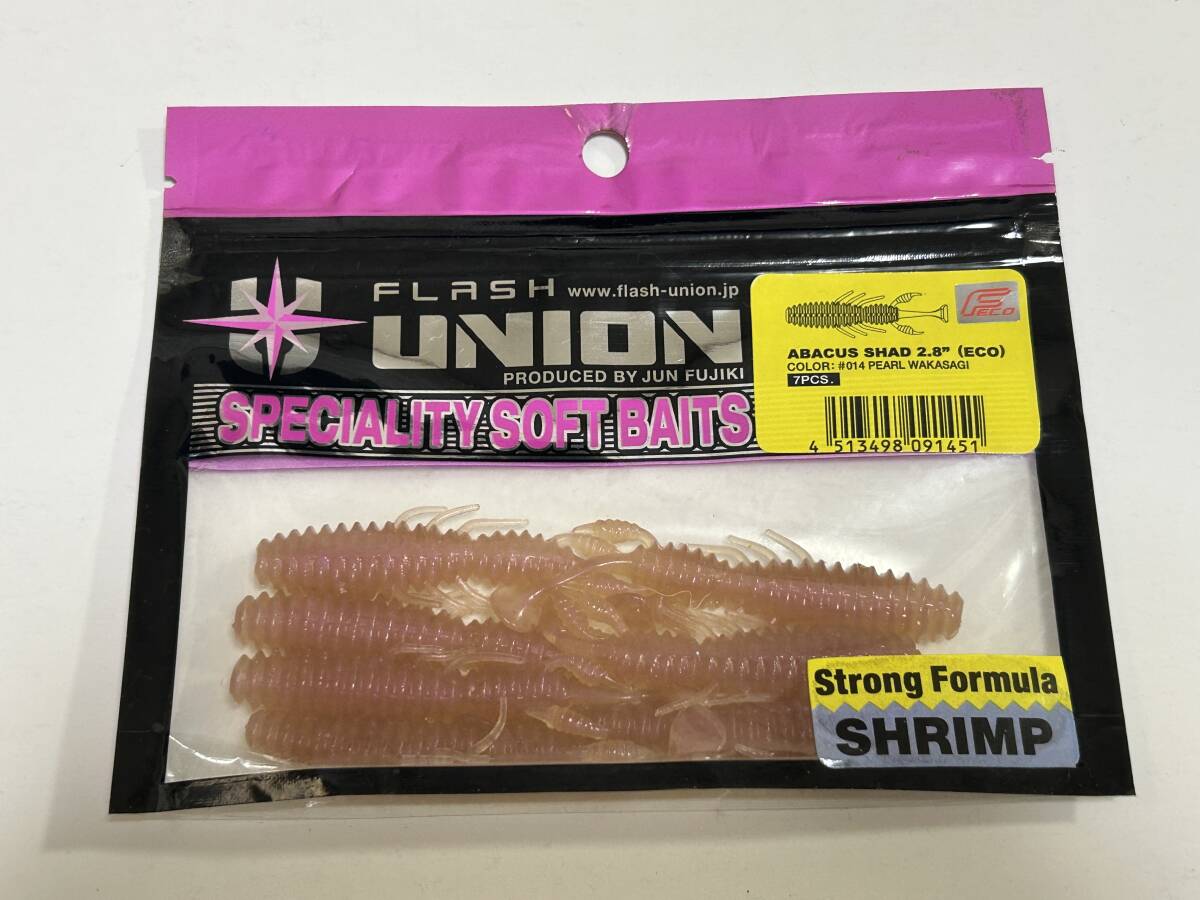 FLASH www.flash-union.jp
UNION
PRODUCED BY JUN FUJIKI
SPECIALITY SOFT BAITS
FECO
ABACUS SHAD 2.8" (ECO)
COLOR: #014 PEARL WAKASAGI
7PCS.
4 513498 091451
Strong Formula
SHRIMP